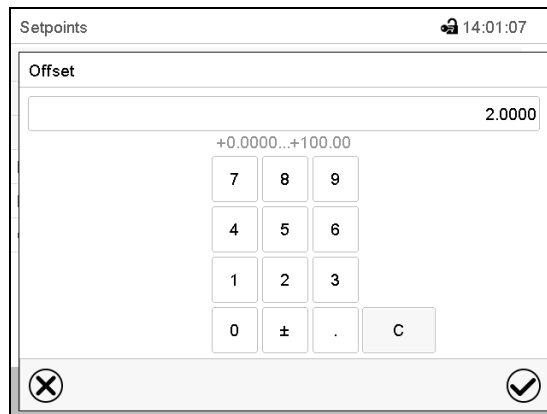 Setpoints 14:01:07
Offset
2.0000
+0.0000...+100.00
7 8 9
4 5 6
1 2 3
0 ± . C